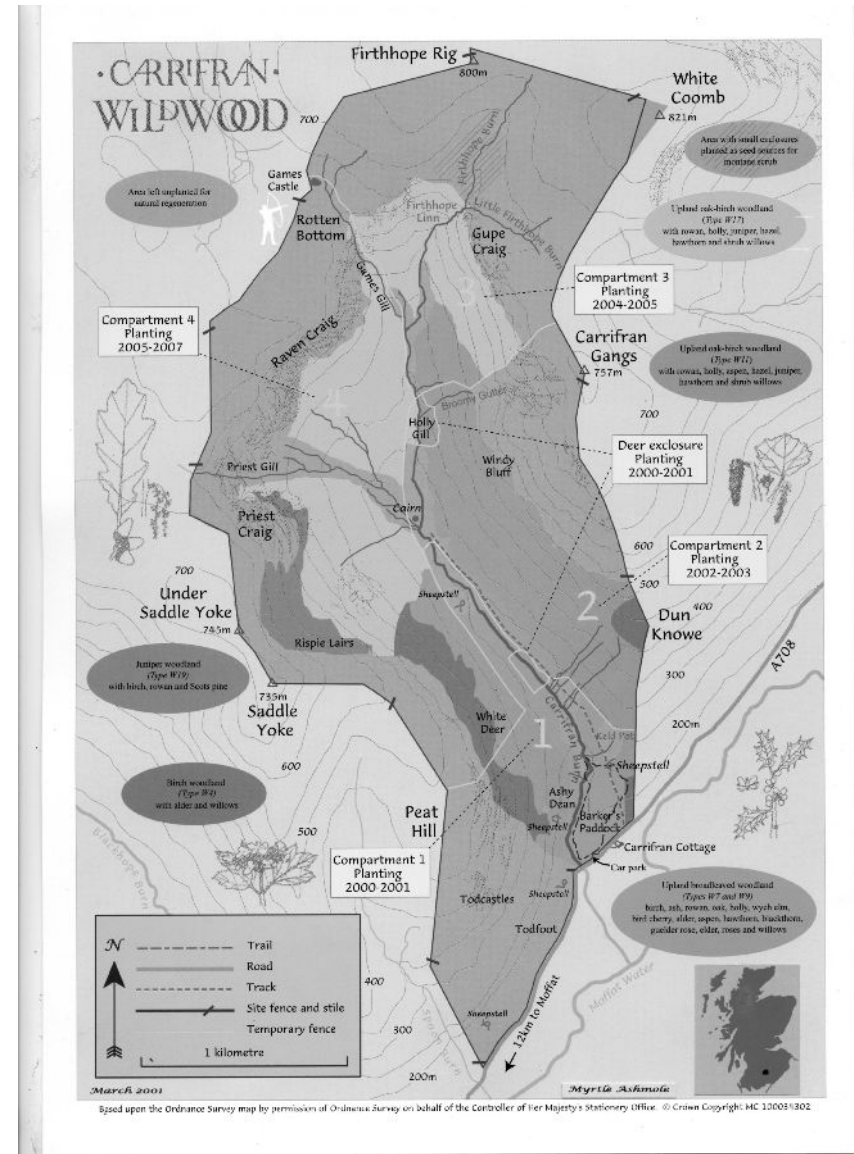 · CARRIFRAN ·
WILDWOOD
Firthhope Rig
800m
White
Coomb
821m
700
Area with small enclosures
planted as seed sources for
montane scrub
Games
Castle
Area left unplanted for
natural regeneration
Rotten
Bottom
Firthhope Burn
Firthhope
Linn
Little Firthhope Burn
Gupe
Craig
Upland oak-birch woodland
(Type W17)
with rowan, holly, juniper, hazel,
hawthorn and shrub willows
Games Gill
3
Compartment 3
Planting
2004-2005
Compartment 4
Planting
2005-2007
Raven Craig
Carrifran
Gangs
757m
Upland oak-birch woodland
(Type W11)
with rowan, holly, aspen, hazel, juniper,
hawthorn and shrub willows
4
Broomy Gutter
Holly
Gill
700
Deer exclosure
Planting
2000-2001
Windy
Bluff
Priest Gill
Cairn
Priest
Craig
600
Compartment 2
Planting
2002-2003
500
700
Under
Saddle Yoke
745m
Sheepstell
2
400
Dun
Knowe
A708
Rispie Lairs
300
Juniper woodland
(Type W19)
with birch, rowan and Scots pine
735m
Saddle
Yoke
White
Deer
1
Carrifran Burn
200m
Keld Pot
600
Sheepstell
Birch woodland
(Type W4)
with alder and willows
Peat
Hill
Ashy
Dean
Barker's
Paddock
Sheepstell
500
Carrifran Cottage
Car park
Blackhope Burn
Compartment 1
Planting
2000-2001
Todcastles
Sheepstell
Upland broadleaved woodland
(Types W7 and W9)
birch, ash, rowan, oak, holly, wych elm,
bird cherry, alder, aspen, hawthorn, blackthorn,
guelder rose, elder, roses and willows
Todfoot
N
Trail
Road
Track
Site fence and stile
Temporary fence
1 kilometre
400
300
200m
Sheepstell
12km to Moffat
Moffat Water
March 2001
Myrtle Ashmole
Based upon the Ordnance Survey map by permission of Ordnance Survey on behalf of the Controller of Her Majesty's Stationery Office. © Crown Copyright MC 100034302